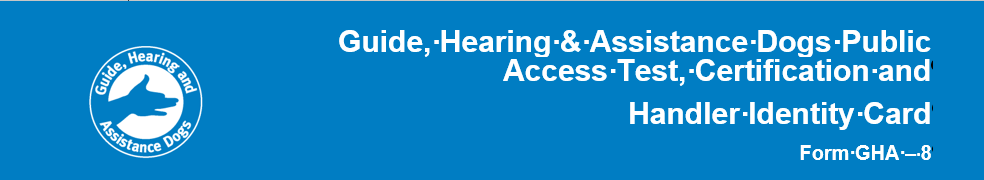 Guide, Hearing and
Assistance Dogs
Guide, Hearing & Assistance Dogs Public
Access Test, Certification and
Handler Identity Card
Form GHA – 8